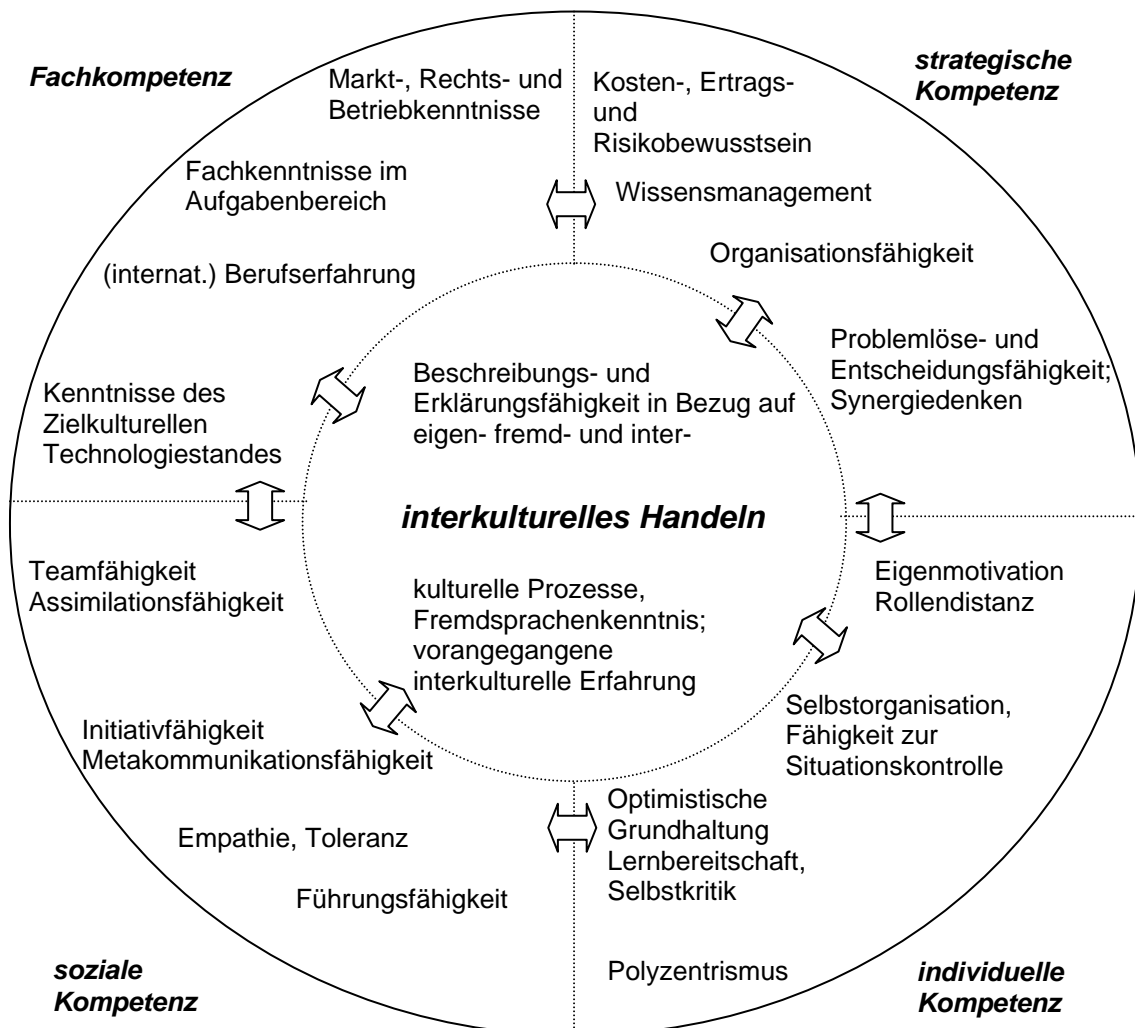 Fachkompetenz
Markt-, Rechts- und
Betriebkenntnisse
Fachkenntnisse im
Aufgabenbereich
(internat.) Berufserfahrung
Kenntnisse des
Zielkulturellen
Technologiestandes
strategische
Kompetenz
Kosten-, Ertrags-
und
Risikobewusstsein
Wissensmanagement
Organisationsfähigkeit
Problemlöse- und
Entscheidungsfähigkeit;
Synergiedenken
Beschreibungs- und
Erklärungsfähigkeit in Bezug auf
eigen- fremd- und inter-
interkulturelles Handeln
kulturelle Prozesse,
Fremdsprachenkenntnis;
vorangegangene
interkulturelle Erfahrung
Teamfähigkeit
Assimilationsfähigkeit
Initiativfähigkeit
Metakommunikationsfähigkeit
Empathie, Toleranz
Führungsfähigkeit
soziale
Kompetenz
Eigenmotivation
Rollendistanz
Selbstorganisation,
Fähigkeit zur
Situationskontrolle
Optimistische
Grundhaltung
Lernbereitschaft,
Selbstkritik
Polyzentrismus
individuelle
Kompetenz